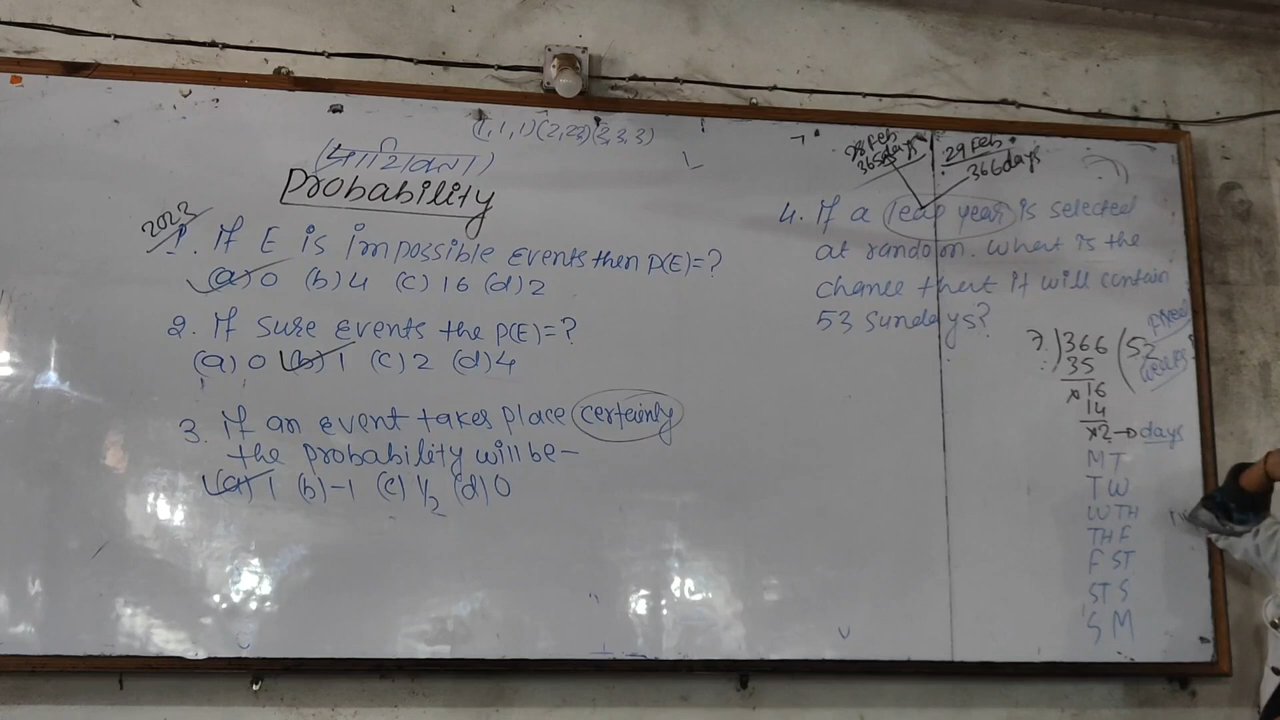 (1,1,1)(2,2,2)(3,3,3)
(प्रायिकता)
Probability
2023
1. If E is impossible events then P(E)=?
(a) 0 (b) 4 (c) 16 (d) 2
2. If sure events the P(E)=?
(a) 0 (b) 1 (c) 2 (d) 4
3. If an event takes place certainly
the probability will be-
(a) 1 (b) -1 (c) 1/2 (d) 0
28 Feb
365 days
29 Feb
366 days
4. If a leap year is selected
at random. what is the
chance that it will contain
53 Sundays?
7) 366 (52
weeks
35
×16
14
×2→days
M T
T W
W TH
TH F
F ST
ST S
S M